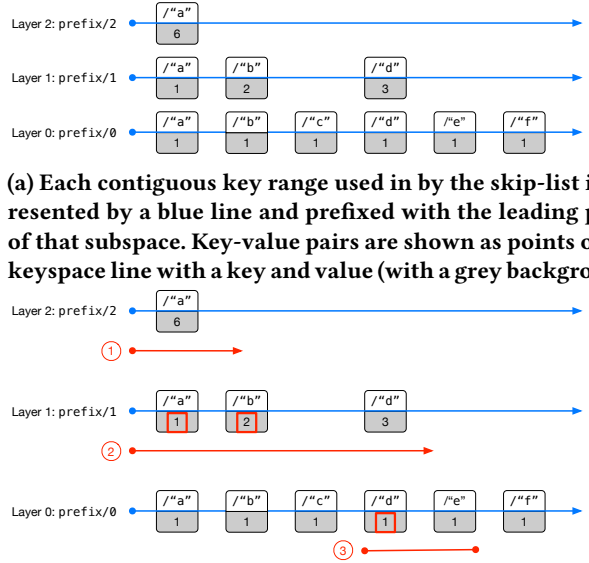 /“a”
Layer 2: prefix/2
6
/“a” /“b” /“d”
Layer 1: prefix/1
1 2 3
/“a” /“b” /“c” /“d” /“e” /“f”
Layer 0: prefix/0
1 1 1 1 1 1
(a) Each contiguous key range used in by the skip-list i
resented by a blue line and prefixed with the leading p
of that subspace. Key-value pairs are shown as points o
keyspace line with a key and value (with a grey backgro
/“a”
Layer 2: prefix/2
6
1
/“a” /“b” /“d”
Layer 1: prefix/1
1 2 3
2
/“a” /“b” /“c” /“d” /“e” /“f”
Layer 0: prefix/0
1 1 1 1 1 1
3